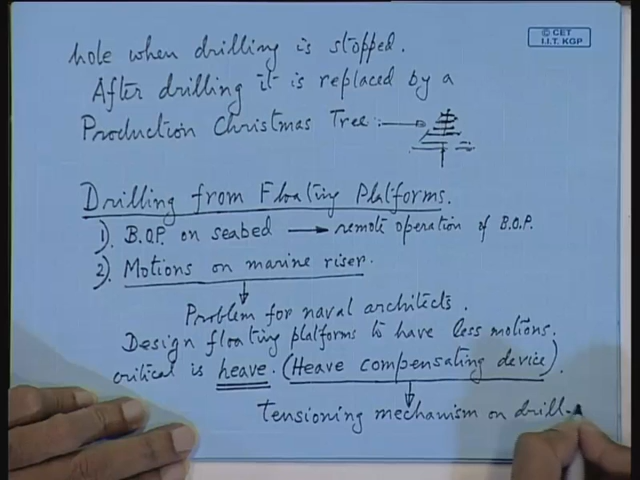 © CET
I.I.T. KGP
hole when drilling is stopped.
After drilling it is replaced by a
Production Christmas Tree:
Drilling from Floating Platforms.
1). B.O.P. on seabed → remote operation of B.O.P.
2). Motions on marine riser.
Problem for naval architects.
Design floating platforms to have less motions.
critical is heave. (Heave compensating device).
Tensioning mechanism on drill-